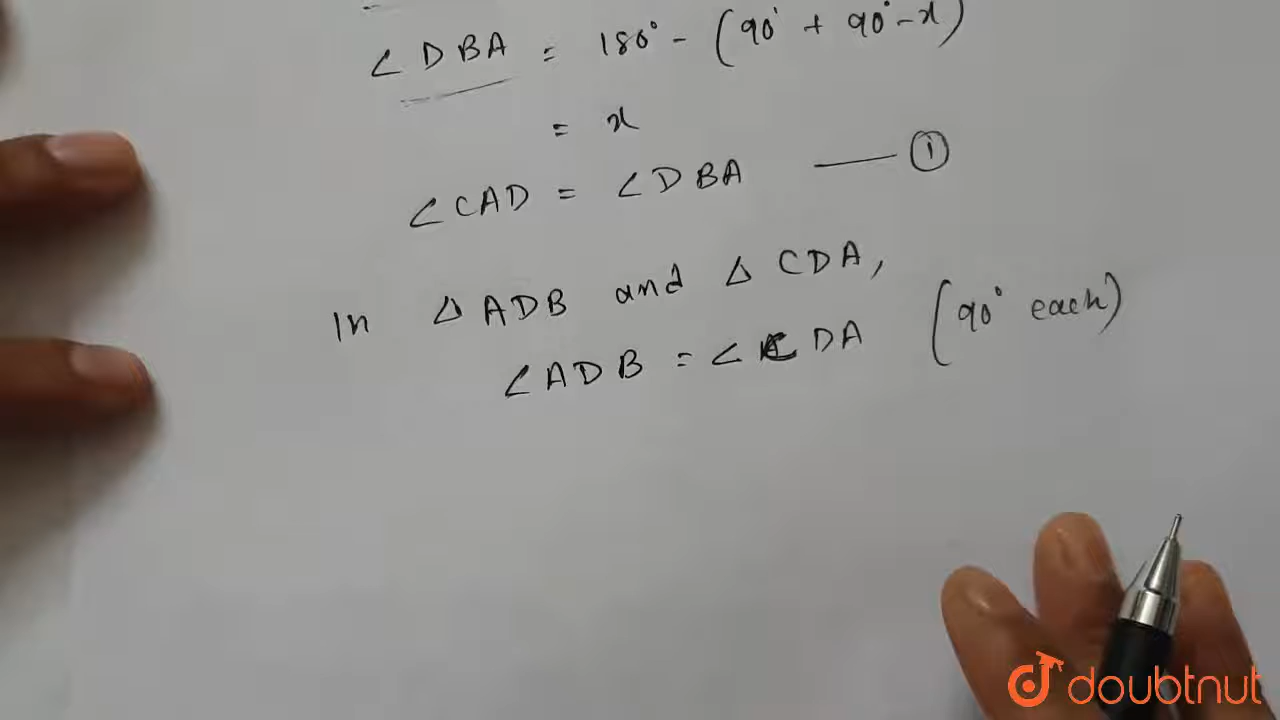 ∠DBA = 180° - (90° + 90° - x)
= x
∠CAD = ∠DBA —— ①
In △ADB and △CDA,
∠ADB = ∠CDA (90° each)
doubtnut